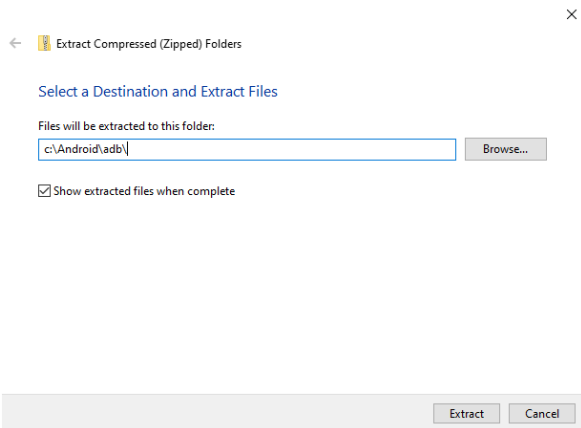 Extract Compressed (Zipped) Folders
Select a Destination and Extract Files
Files will be extracted to this folder:
c:\Android\adb\
Browse...
Show extracted files when complete
Extract
Cancel